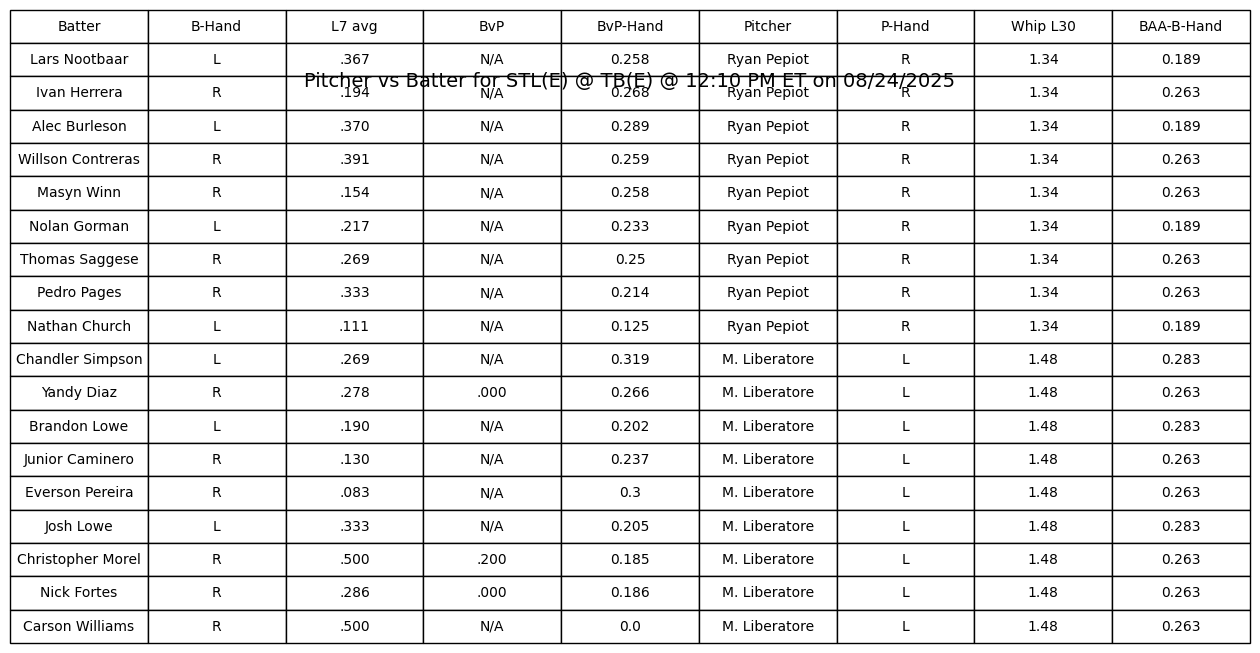 Batter B-Hand L7 avg BvP BvP-Hand Pitcher P-Hand Whip L30 BAA-B-Hand
Lars Nootbaar L .367 N/A 0.258 Ryan Pepiot R 1.34 0.189
Pitcher vs Batter for STL(E) @ TB(E) @ 12:10 PM ET on 08/24/2025
Ivan Herrera R .194 N/A 0.268 Ryan Pepiot R 1.34 0.263
Alec Burleson L .370 N/A 0.289 Ryan Pepiot R 1.34 0.189
Willson Contreras R .391 N/A 0.259 Ryan Pepiot R 1.34 0.263
Masyn Winn R .154 N/A 0.258 Ryan Pepiot R 1.34 0.263
Nolan Gorman L .217 N/A 0.233 Ryan Pepiot R 1.34 0.189
Thomas Saggese R .269 N/A 0.25 Ryan Pepiot R 1.34 0.263
Pedro Pages R .333 N/A 0.214 Ryan Pepiot R 1.34 0.263
Nathan Church L .111 N/A 0.125 Ryan Pepiot R 1.34 0.189
Chandler Simpson L .269 N/A 0.319 M. Liberatore L 1.48 0.283
Yandy Diaz R .278 .000 0.266 M. Liberatore L 1.48 0.263
Brandon Lowe L .190 N/A 0.202 M. Liberatore L 1.48 0.283
Junior Caminero R .130 N/A 0.237 M. Liberatore L 1.48 0.263
Everson Pereira R .083 N/A 0.3 M. Liberatore L 1.48 0.263
Josh Lowe L .333 N/A 0.205 M. Liberatore L 1.48 0.283
Christopher Morel R .500 .200 0.185 M. Liberatore L 1.48 0.263
Nick Fortes R .286 .000 0.186 M. Liberatore L 1.48 0.263
Carson Williams R .500 N/A 0.0 M. Liberatore L 1.48 0.263